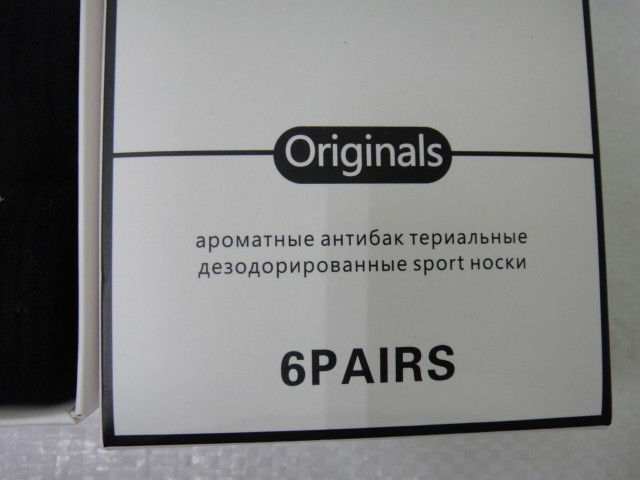 Originals
ароматные антибак териальные
дезодорированные sport носки
6PAIRS